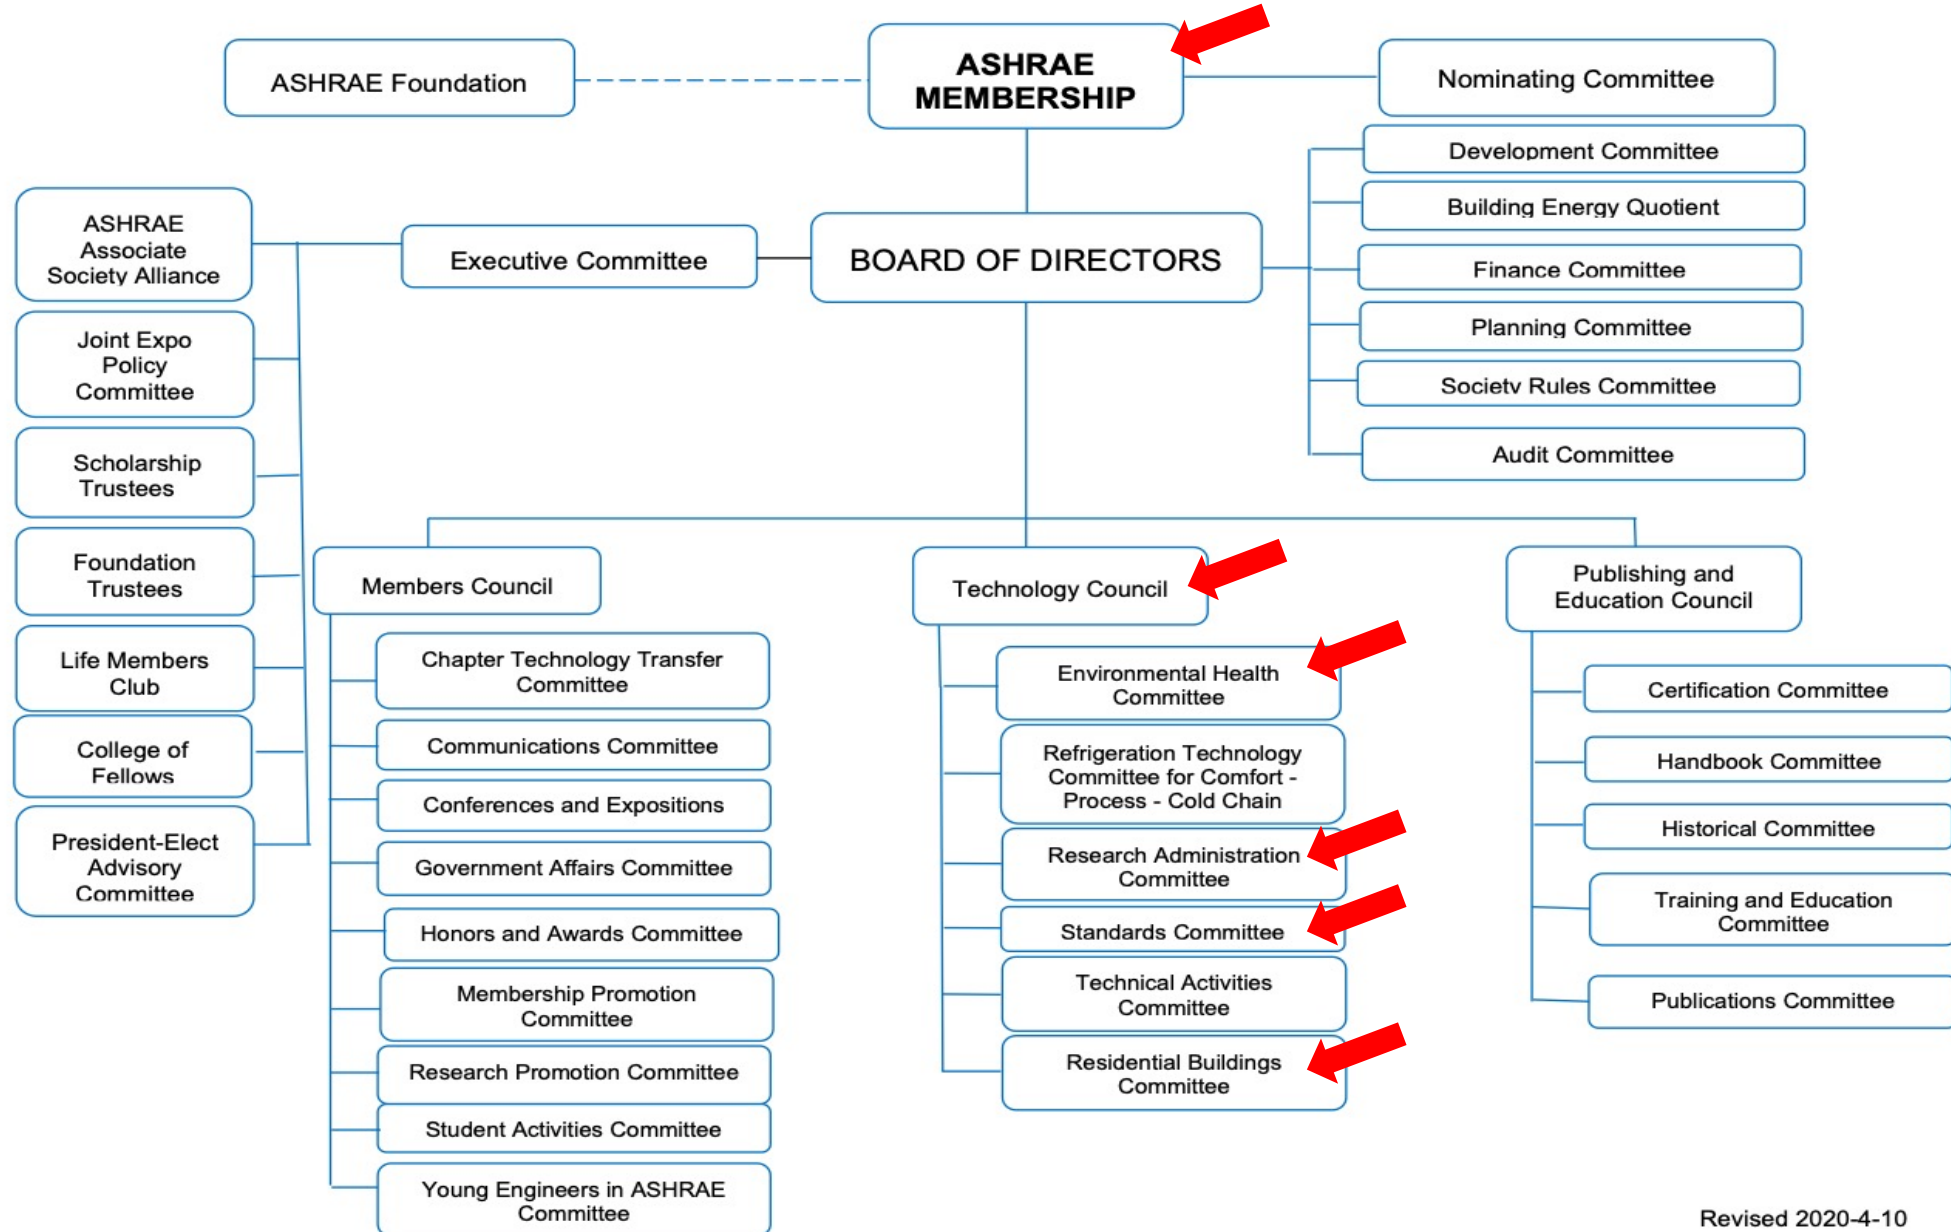 ASHRAE Foundation
ASHRAE
MEMBERSHIP
Nominating Committee
Development Committee
Building Energy Quotient
Finance Committee
Planning Committee
Society Rules Committee
Audit Committee
ASHRAE
Associate
Society Alliance
Executive Committee
BOARD OF DIRECTORS
Joint Expo
Policy
Committee
Scholarship
Trustees
Foundation
Trustees
Life Members
Club
College of
Fellows
President-Elect
Advisory
Committee
Members Council
Chapter Technology Transfer
Committee
Communications Committee
Conferences and Expositions
Government Affairs Committee
Honors and Awards Committee
Membership Promotion
Committee
Research Promotion Committee
Student Activities Committee
Young Engineers in ASHRAE
Committee
Technology Council
Environmental Health
Committee
Refrigeration Technology
Committee for Comfort -
Process - Cold Chain
Research Administration
Committee
Standards Committee
Technical Activities
Committee
Residential Buildings
Committee
Publishing and
Education Council
Certification Committee
Handbook Committee
Historical Committee
Training and Education
Committee
Publications Committee
Revised 2020-4-10